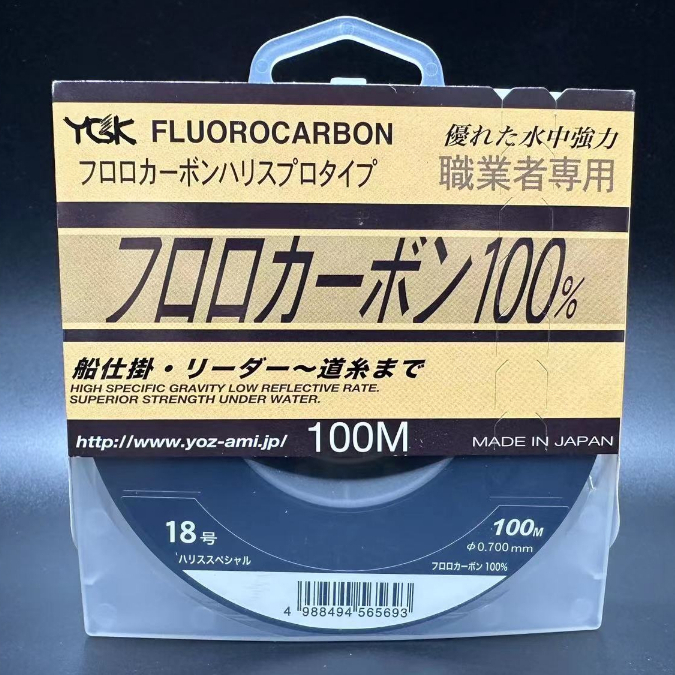 YGK FLUOROCARBON
優れた水中強力
フロロカーボンハリスプロタイプ
職業者専用
フロロカーボン100%
船仕掛・リーダー〜道糸まで
HIGH SPECIFIC GRAVITY LOW REFLECTIVE RATE.
SUPERIOR STRENGTH UNDER WATER.
http://www.yoz-ami.jp/ 100M MADE IN JAPAN
18号
100M
φ0.700mm
ハリススペシャル
フロロカーボン 100%
4 988494 565693